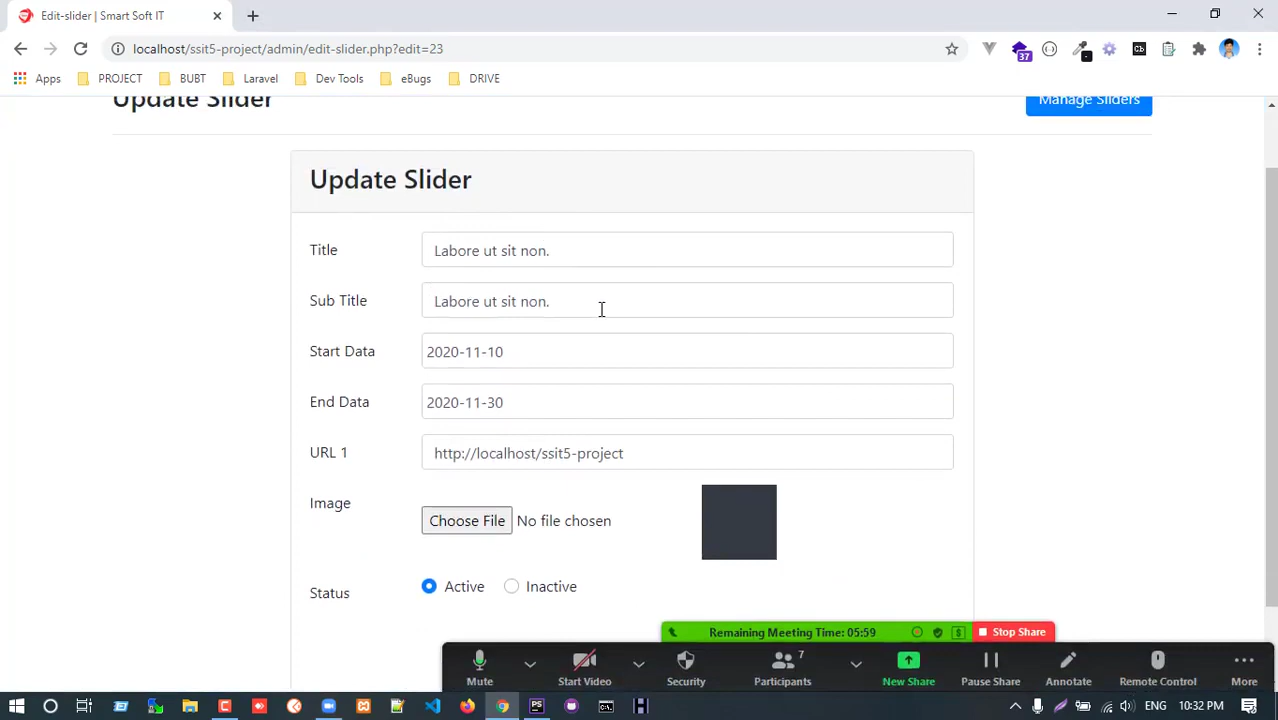 Edit-slider | Smart Soft IT
localhost/ssit5-project/admin/edit-slider.php?edit=23
37
Cb
Apps PROJECT BUBT Laravel Dev Tools eBugs DRIVE
Update Slider
Manage Sliders
Update Slider
Title Labore ut sit non.
Sub Title Labore ut sit non.
Start Data 2020-11-10
End Data 2020-11-30
URL 1 http://localhost/ssit5-project
Image Choose File No file chosen
Status Active Inactive
Remaining Meeting Time: 05:59 Stop Share
7
Mute Start Video Security Participants New Share Pause Share Annotate Remote Control More
ENG 10:32 PM